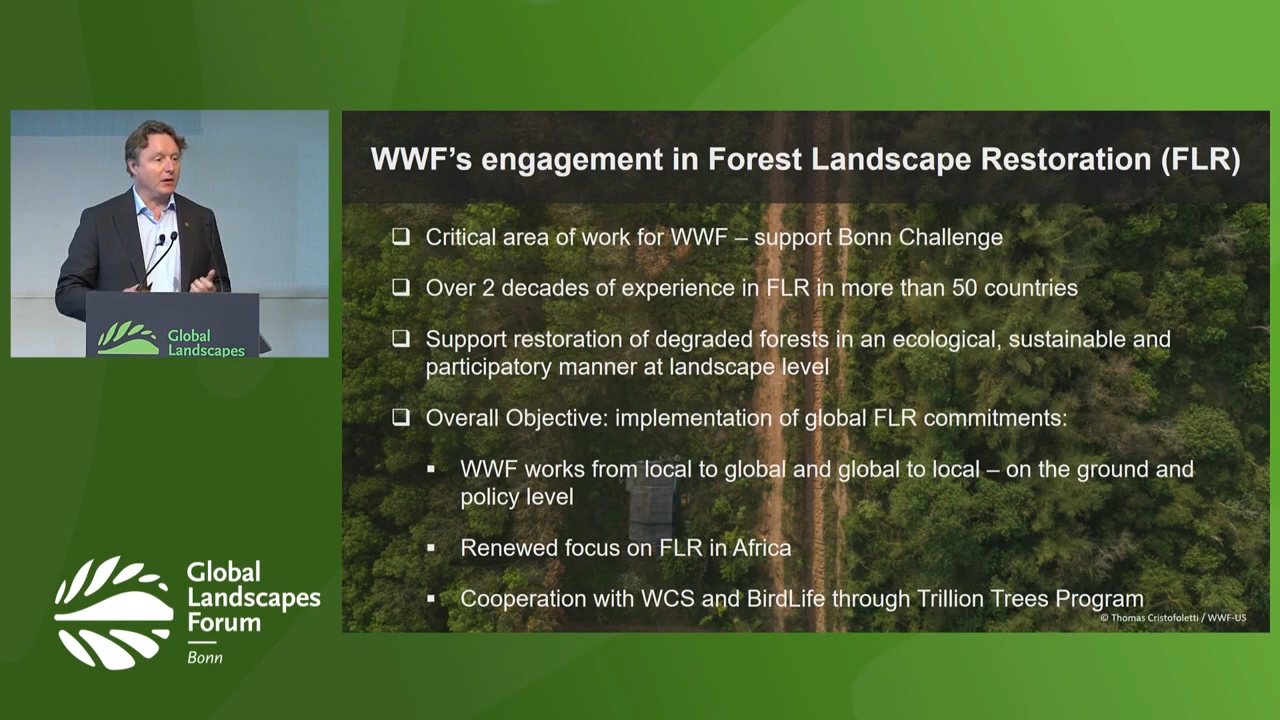 WWF’s engagement in Forest Landscape Restoration (FLR)
❑ Critical area of work for WWF – support Bonn Challenge
❑ Over 2 decades of experience in FLR in more than 50 countries
❑ Support restoration of degraded forests in an ecological, sustainable and
participatory manner at landscape level
❑ Overall Objective: implementation of global FLR commitments:
▪ WWF works from local to global and global to local – on the ground and
policy level
▪ Renewed focus on FLR in Africa
▪ Cooperation with WCS and BirdLife through Trillion Trees Program
© Thomas Cristofoletti / WWF-US
Global
Landscapes
Global
Landscapes
Forum
Bonn